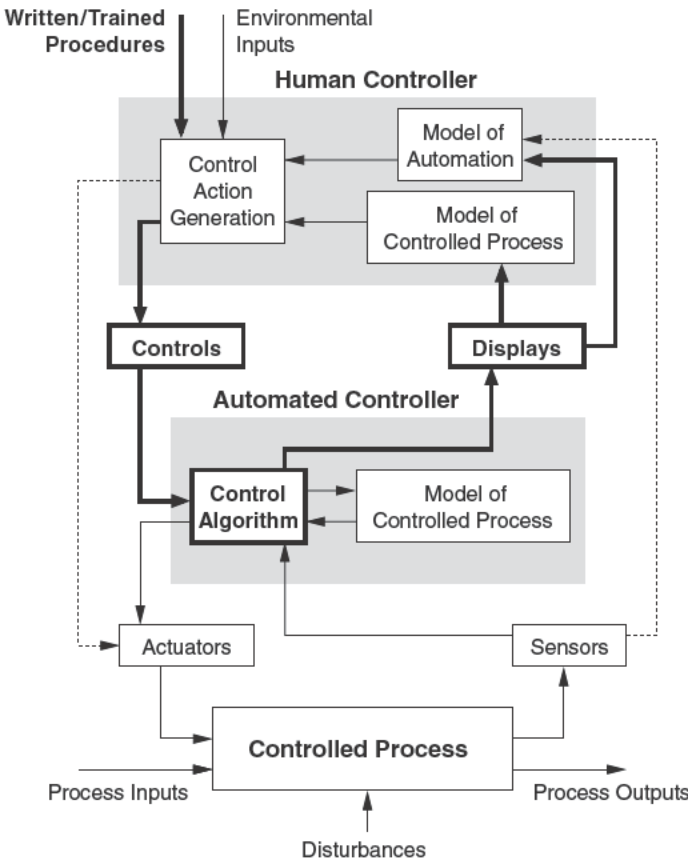 Written/Trained
Procedures
Environmental
Inputs
Human Controller
Control
Action
Generation
Model of
Automation
Model of
Controlled Process
Controls
Displays
Automated Controller
Control
Algorithm
Model of
Controlled Process
Actuators
Sensors
Controlled Process
Process Inputs
Process Outputs
Disturbances